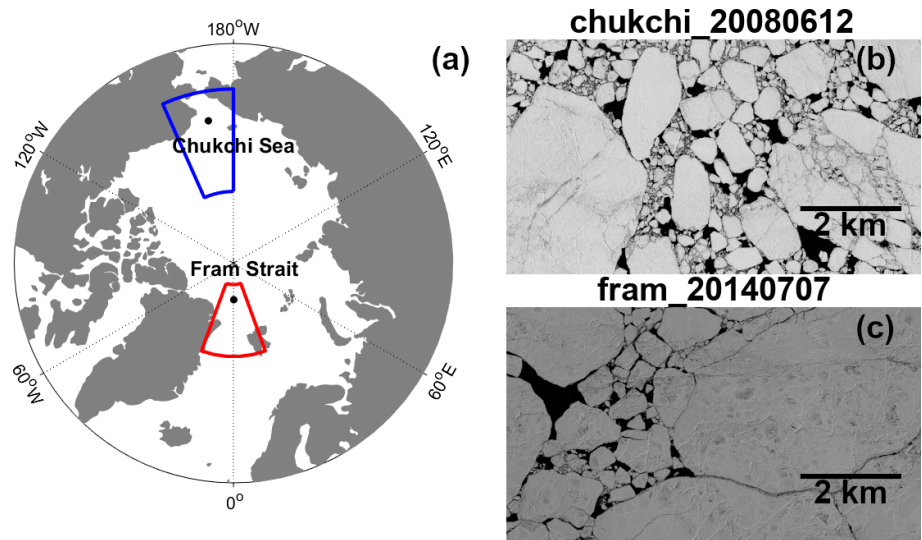 180°W
(a)
120°W
120°E
Chukchi Sea
Fram Strait
60°W
60°E
0°
chukchi_20080612
(b)
2 km
fram_20140707
(c)
2 km